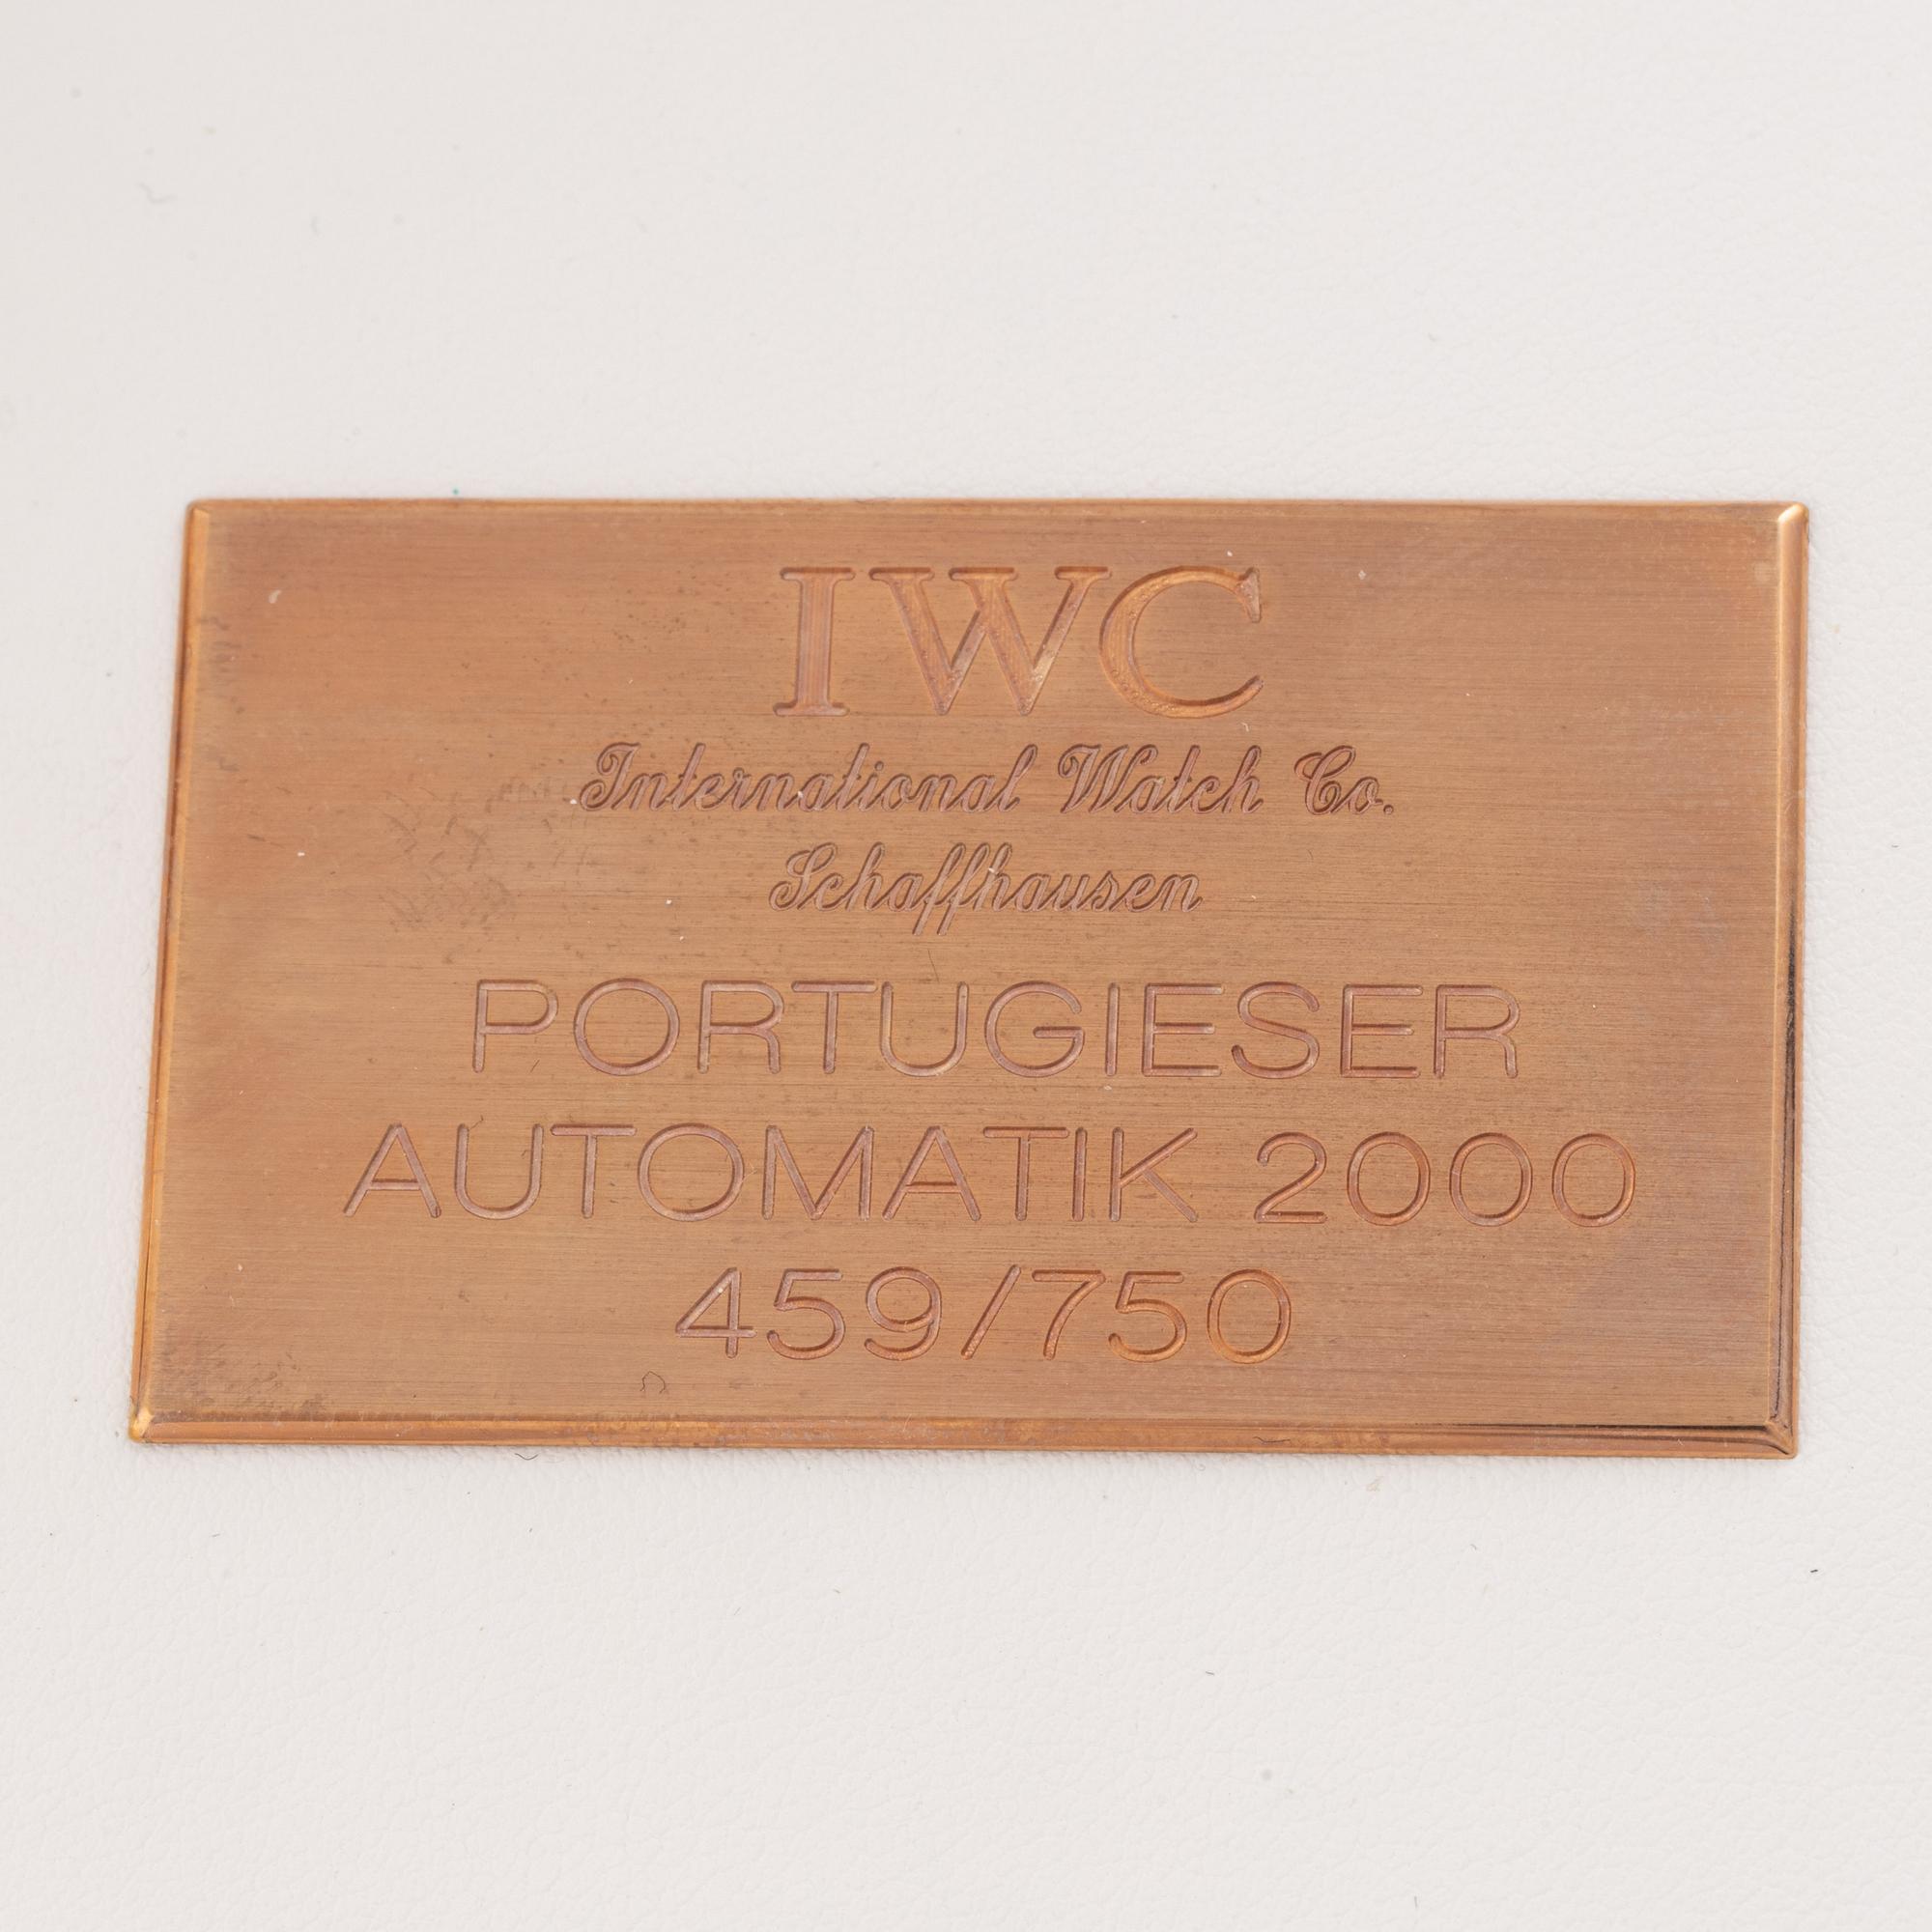 IWC
International Watch Co.
Schaffhausen
PORTUGIESER
AUTOMATIK 2000
459/750